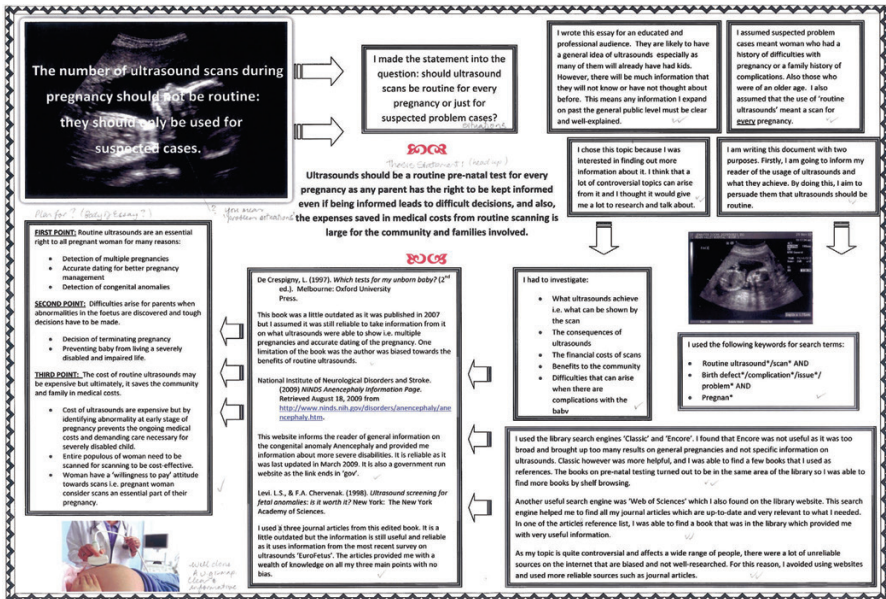 The number of ultrasound scans during
pregnancy should not be routine:
they should only be used for
suspected cases.
I made the statement into the
question: should ultrasound
scans be routine for every
pregnancy or just for
suspected problem cases?
situations
I wrote this essay for an educated and
professional audience. They are likely to have
a general idea of ultrasounds especially as
many of them will already have had kids.
However, there will be much information that
they will not know or have not thought about
before. This means any information I expand
on past the general public level must be clear
and well-explained.
I assumed suspected problem
cases meant woman who had a
history of difficulties with
pregnancy or a family history of
complications. Also those who
were of an older age. I also
assumed that the use of 'routine
ultrasounds' meant a scan for
every pregnancy.
Thesis Statement?
Ultrasounds should be a routine pre-natal test for every
pregnancy as any parent has the right to be kept informed
even if being informed leads to difficult decisions, and also,
the expenses saved in medical costs from routine scanning is
large for the community and families involved.
you mean
problem situations
I chose this topic because I was
interested in finding out more
information about it. I think that a
lot of controversial topics can arise
from it and I thought it would give
me a lot to research and talk about.
I am writing this document with two
purposes. Firstly, I am going to inform my
reader of the usage of ultrasounds and
what they achieve. By doing this, I aim to
persuade them that ultrasounds should be
routine.
Plan for? (Body of Essay?)
FIRST POINT: Routine ultrasounds are an essential
right to all pregnant woman for many reasons:
• Detection of multiple pregnancies
• Accurate dating for better pregnancy
management
• Detection of congenital anomalies
SECOND POINT: Difficulties arise for parents when
abnormalities in the foetus are discovered and tough
decisions have to be made.
• Decision of terminating pregnancy
• Preventing baby from living a severely
disabled and impaired life.
THIRD POINT: The cost of routine ultrasounds may
be expensive but ultimately, it saves the community
and family in medical costs.
• Cost of ultrasounds are expensive but by
identifying abnormality at early stage of
pregnancy prevents the ongoing medical
costs and demanding care necessary for
severely disabled child.
• Entire populous of woman need to be
scanned for scanning to be cost-effective.
• Woman have a 'willingness to pay' attitude
towards scans i.e. pregnant woman
consider scans an essential part of their
pregnancy.
De Crespigny, L. (1997). Which tests for my unborn baby? (2nd
ed.). Melbourne: Oxford University
Press.
This book was a little outdated as it was published in 2007
but I assumed it was still reliable to take information from it
on what ultrasounds were able to show i.e. multiple
pregnancies and accurate dating of the pregnancy. One
limitation of the book was the author was biased towards the
benefits of routine ultrasounds.
National Institute of Neurological Disorders and Stroke.
(2009) NINDS Anencephaly Information Page.
Retrieved August 18, 2009 from
http://www.ninds.nih.gov/disorders/anencephaly/ane
ncephaly.htm.
This website informs the reader of general information on
the congenital anomaly Anencephaly and provided me
information about more severe disabilities. It is reliable as it
was last updated in March 2009. It is also a government run
website as the link ends in 'gov'.
Levi. L.S., & F.A. Chervenak. (1998). Ultrasound screening for
fetal anomalies: is it worth it? New York: The New York
Academy of Sciences.
I used a three journal articles from this edited book. It is a
little outdated but the information is still useful and reliable
as it uses information from the most recent survey on
ultrasounds 'EuroFetus'. The articles provided me with a
wealth of knowledge on all my three main points with no
bias.
I had to investigate:
• What ultrasounds achieve
i.e. what can be shown by
the scan
• The consequences of
ultrasounds
• The financial costs of scans
• Benefits to the community
• Difficulties that can arise
when there are
complications with the
baby
I used the following keywords for search terms:
• Routine ultrasound*/scan* AND
• Birth defect*/complication*/issue*/
problem* AND
• Pregnan*
I used the library search engines 'Classic' and 'Encore'. I found that Encore was not useful as it was too
broad and brought up too many results on general pregnancies and not specific information on
ultrasounds. Classic however was more helpful, and I was able to find a few books that I used as
references. The books on pre-natal testing turned out to be in the same area of the library so I was able to
find more books by shelf browsing.
Another useful search engine was 'Web of Sciences' which I also found on the library website. This search
engine helped me to find all my journal articles which are up-to-date and very relevant to what I needed.
In one of the articles reference list, I was able to find a book that was in the library which provided me
with very useful information.
As my topic is quite controversial and affects a wide range of people, there were a lot of unreliable
sources on the internet that are biased and not well-researched. For this reason, I avoided using websites
and used more reliable sources such as journal articles.
well done
clear &
informative